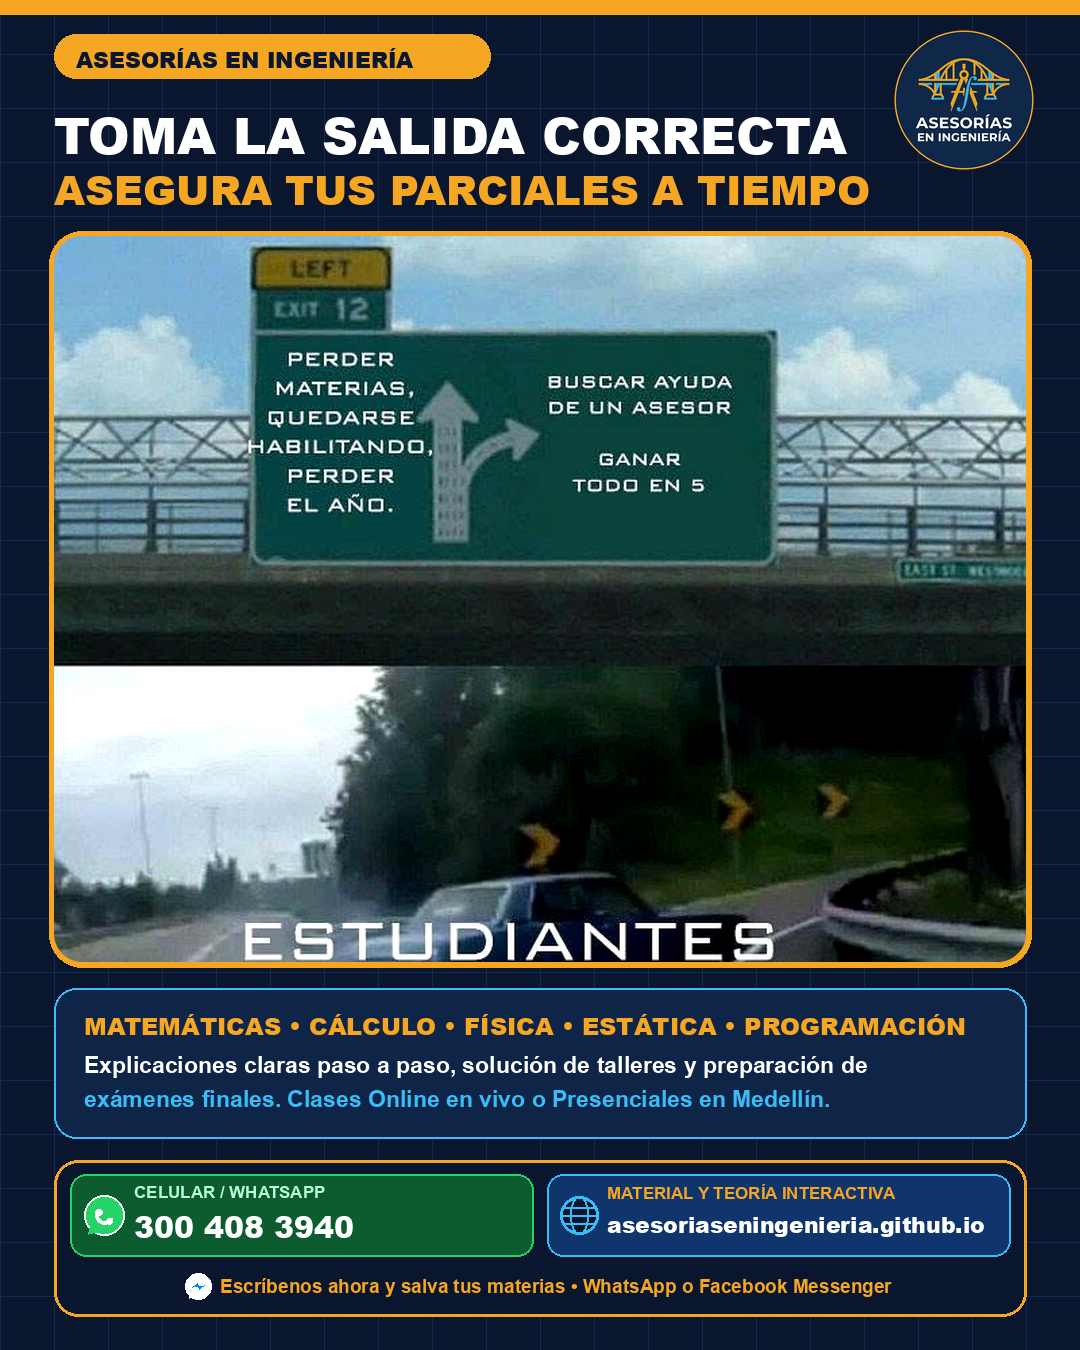 ASESORÍAS EN INGENIERÍA
ASESORÍAS
EN INGENIERÍA
TOMA LA SALIDA CORRECTA
ASEGURA TUS PARCIALES A TIEMPO
LEFT
EXIT 12
PERDER
MATERIAS,
QUEDARSE
HABILITANDO,
PERDER
EL AÑO.
BUSCAR AYUDA
DE UN ASESOR
GANAR
TODO EN 5
EAST ST
ESTUDIANTES
MATEMÁTICAS • CÁLCULO • FÍSICA • ESTÁTICA • PROGRAMACIÓN
Explicaciones claras paso a paso, solución de talleres y preparación de
exámenes finales. Clases Online en vivo o Presenciales en Medellín.
CELULAR / WHATSAPP
300 408 3940
MATERIAL Y TEORÍA INTERACTIVA
asesoriaseningenieria.github.io
Escríbenos ahora y salva tus materias • WhatsApp o Facebook Messenger